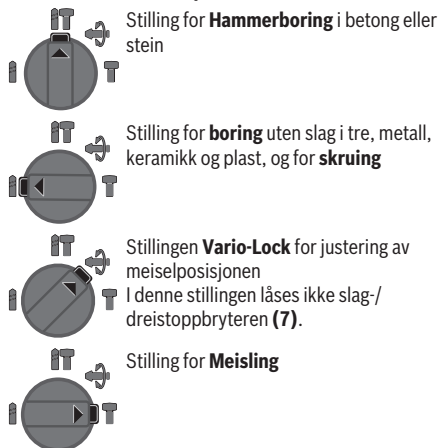 Stilling for Hammerboring i betong eller
stein
Stilling for boring uten slag i tre, metall,
keramikk og plast, og for skruing
Stillingen Vario-Lock for justering av
meiselposisjonen
I denne stillingen låses ikke slag-/
dreistoppbryteren (7).
Stilling for Meisling